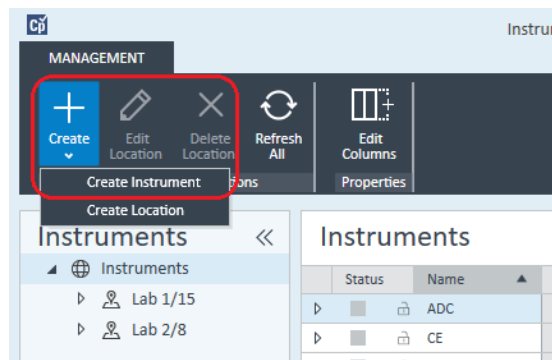 Cp
Instru
MANAGEMENT
Create
Edit
Location
Delete
Location
Refresh
All
Edit
Columns
Create Instrument
ons
Properties
Create Location
Instruments
Instruments
Instruments
Status
Name
Lab 1/15
ADC
Lab 2/8
CE